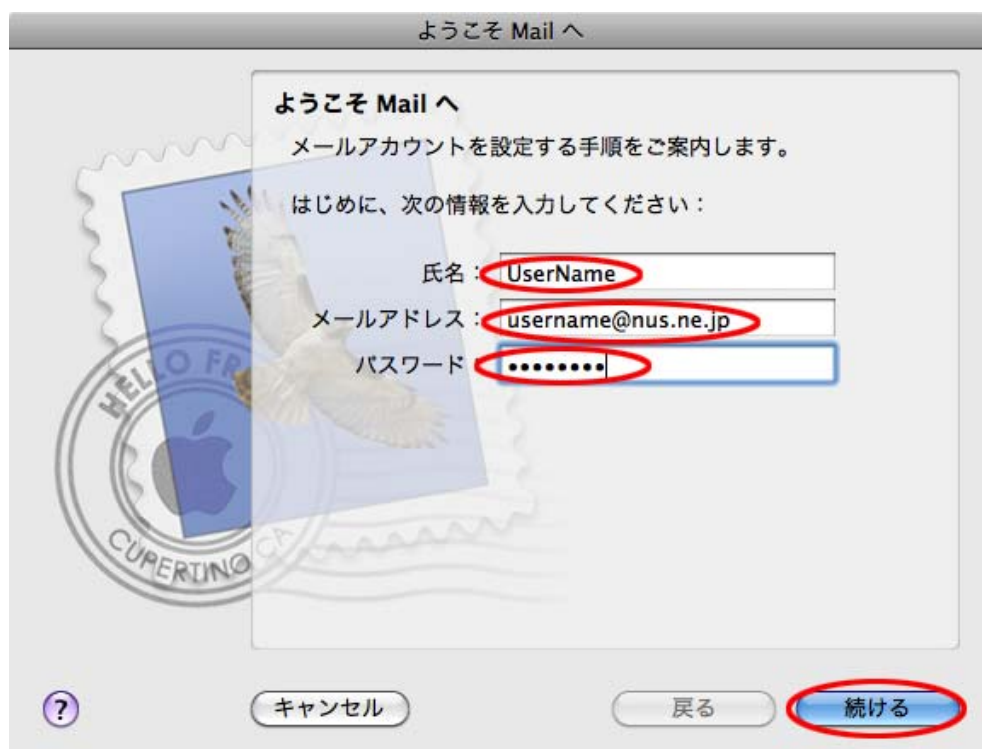 ようこそ Mail へ
ようこそ Mail へ
メールアカウントを設定する手順をご案内します。
はじめに、次の情報を入力してください：
氏名： UserName
メールアドレス： username@nus.ne.jp
パスワード： ••••••••
HELLO FR
CUPERTINO CA
? キャンセル 戻る 続ける